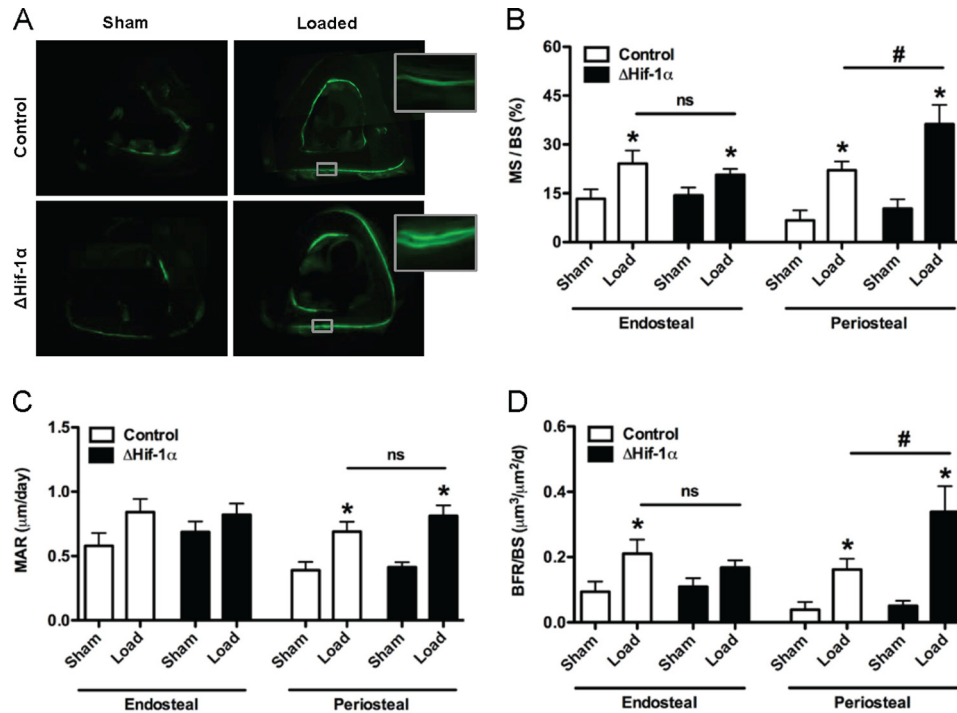 A
Sham
Loaded
Control
ΔHif-1α
B
Control
ΔHif-1α
MS / BS (%)
60
45
30
15
0
ns
#
*
*
*
*
Sham
Load
Sham
Load
Sham
Load
Sham
Load
Endosteal
Periosteal
C
Control
ΔHif-1α
MAR (μm/day)
1.5
1.0
0.5
0.0
ns
*
*
Sham
Load
Sham
Load
Sham
Load
Sham
Load
Endosteal
Periosteal
D
Control
ΔHif-1α
BFR/BS (μm³/μm²/d)
0.6
0.4
0.2
0.0
ns
#
*
*
*
Sham
Load
Sham
Load
Sham
Load
Sham
Load
Endosteal
Periosteal